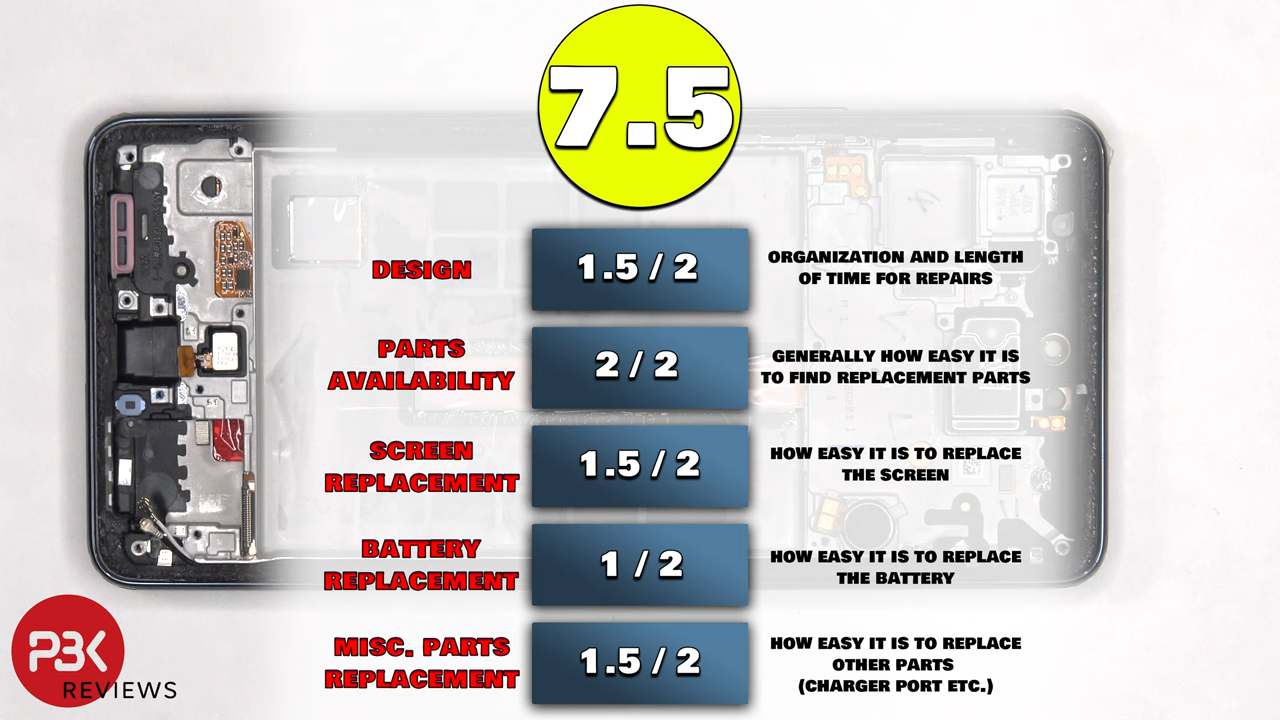 7.5
DESIGN
1.5 / 2
ORGANIZATION AND LENGTH
OF TIME FOR REPAIRS
PARTS
AVAILABILITY
2 / 2
GENERALLY HOW EASY IT IS
TO FIND REPLACEMENT PARTS
SCREEN
REPLACEMENT
1.5 / 2
HOW EASY IT IS TO REPLACE
THE SCREEN
BATTERY
REPLACEMENT
1 / 2
HOW EASY IT IS TO REPLACE
THE BATTERY
MISC. PARTS
REPLACEMENT
1.5 / 2
HOW EASY IT IS TO REPLACE
OTHER PARTS
(CHARGER PORT ETC.)
PBK
REVIEWS